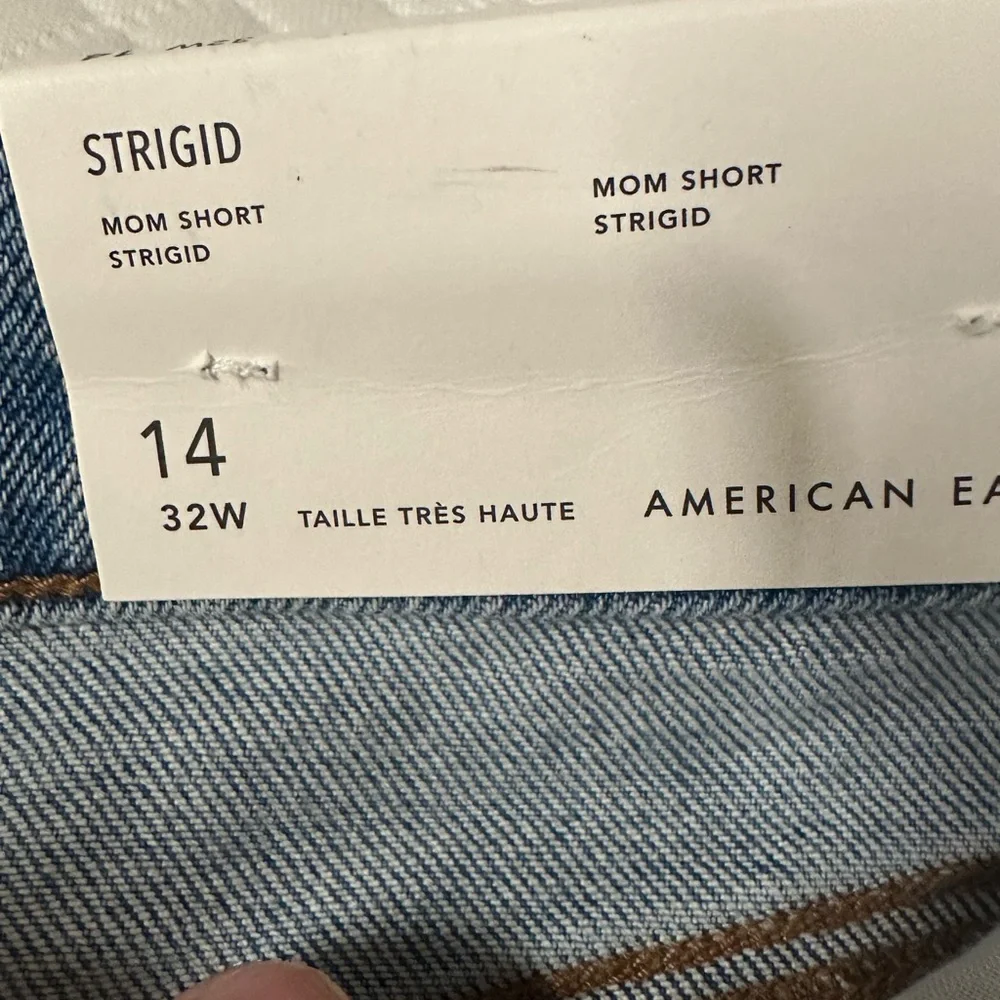 STRIGID
MOM SHORT
STRIGID
MOM SHORT
STRIGID
14
32W
TAILLE TRÈS HAUTE
AMERICAN EA